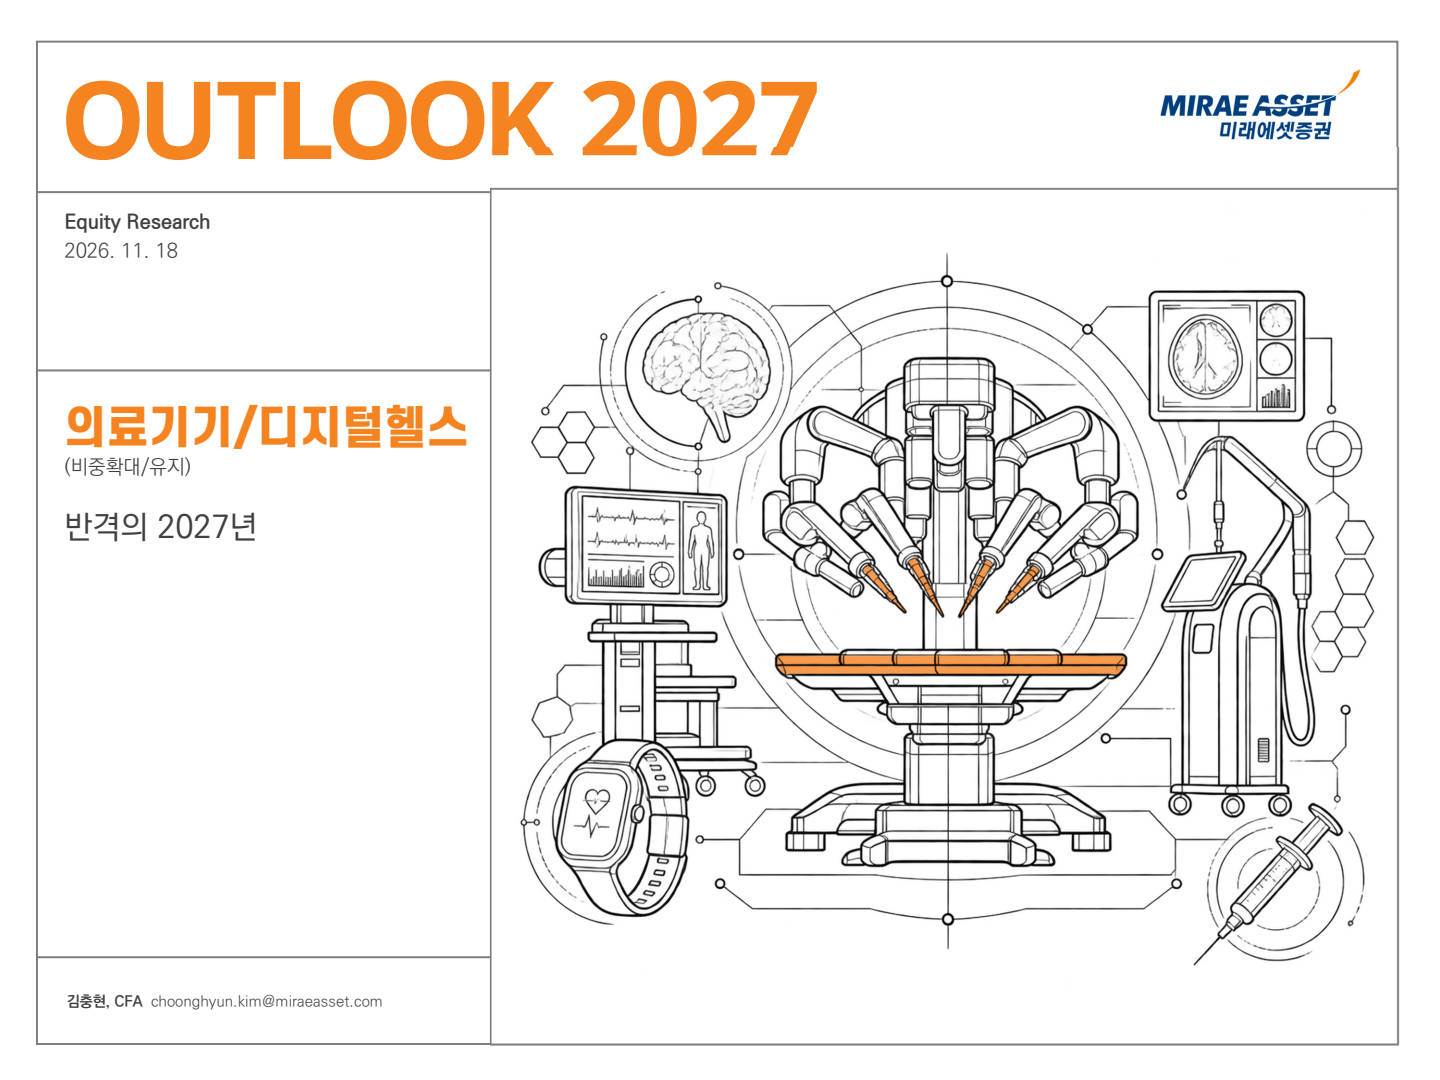 OUTLOOK 2027
MIRAE ASSET
미래에셋증권
Equity Research
2026. 11. 18
의료기기/디지털헬스
(비중확대/유지)
반격의 2027년
김충현, CFA choonghyun.kim@miraeasset.com